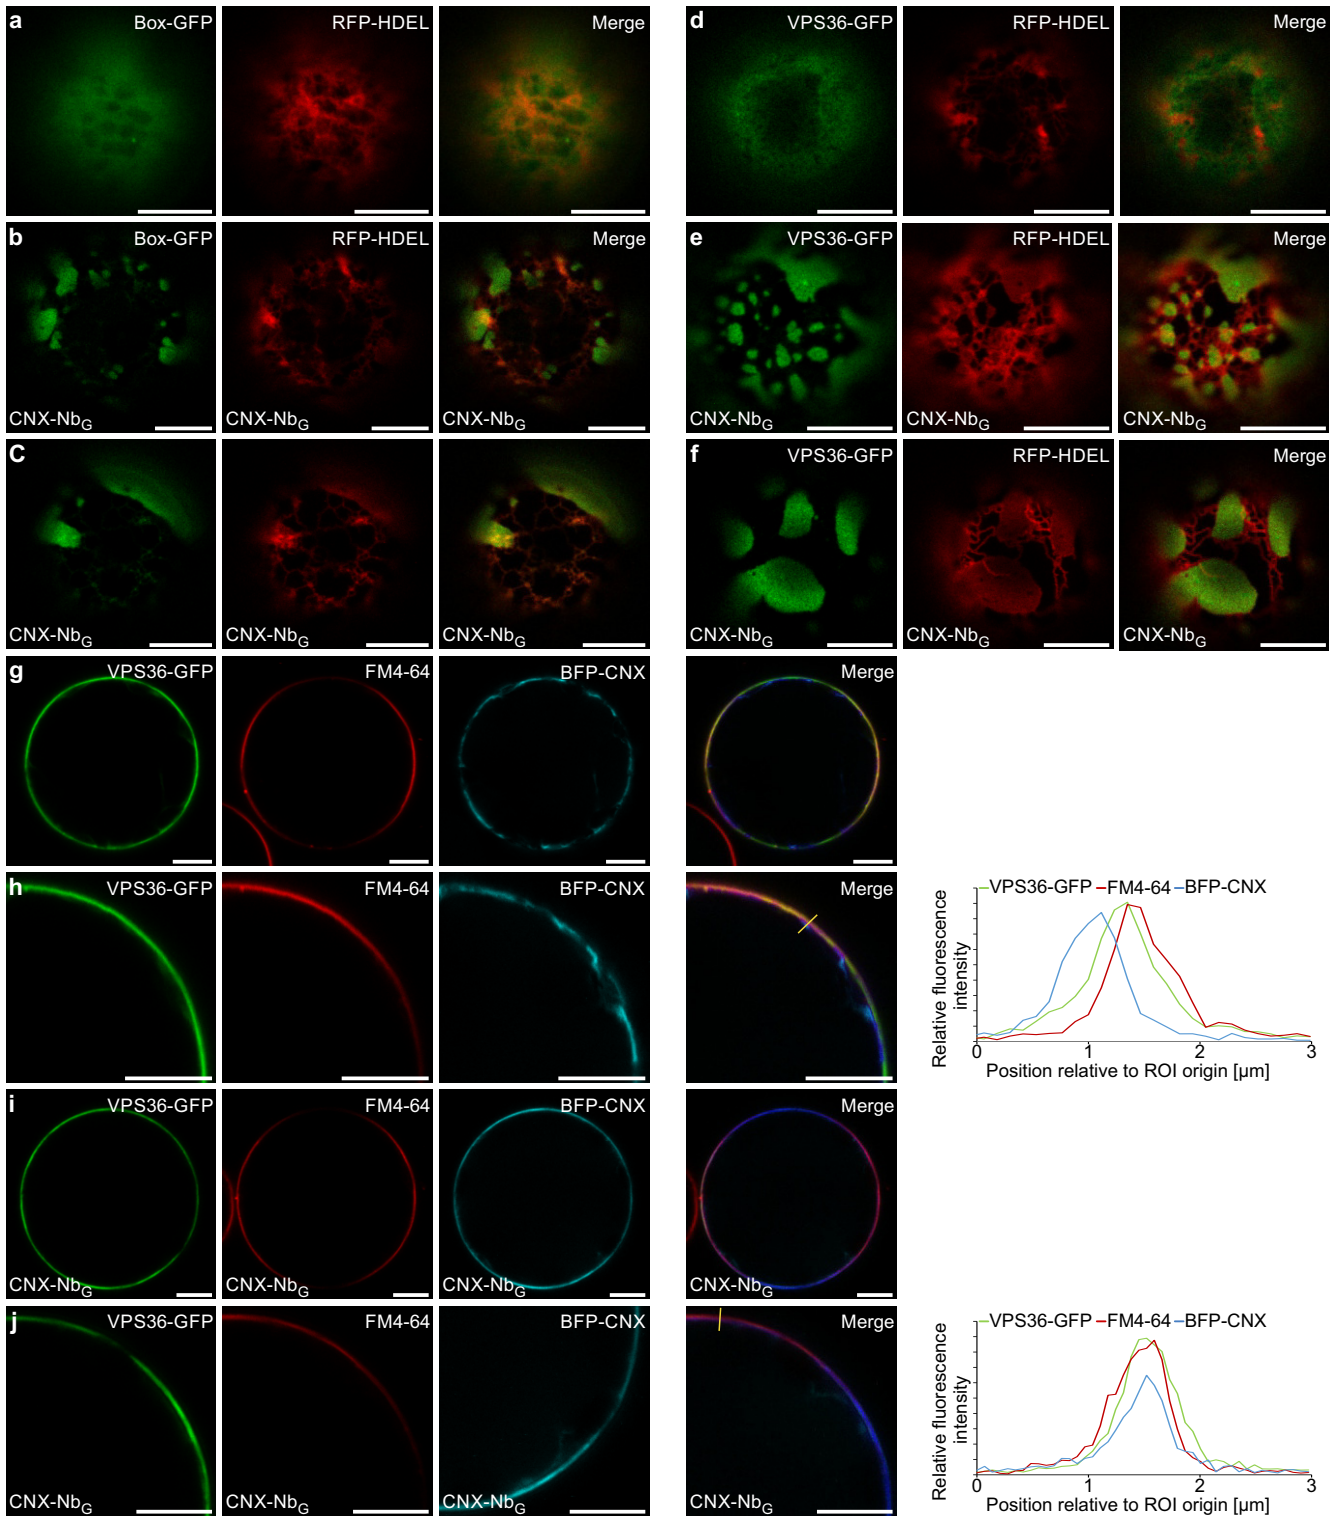 a Box-GFP RFP-HDEL Merge
d VPS36-GFP RFP-HDEL Merge
b Box-GFP RFP-HDEL Merge
CNX-NbG CNX-NbG CNX-NbG
e VPS36-GFP RFP-HDEL Merge
CNX-NbG CNX-NbG CNX-NbG
C
CNX-NbG CNX-NbG CNX-NbG
f VPS36-GFP RFP-HDEL Merge
CNX-NbG CNX-NbG CNX-NbG
g VPS36-GFP FM4-64 BFP-CNX Merge
h VPS36-GFP FM4-64 BFP-CNX Merge
VPS36-GFP FM4-64 BFP-CNX
Relative fluorescence
intensity
0 1 2 3
Position relative to ROI origin [µm]
i VPS36-GFP FM4-64 BFP-CNX Merge
CNX-NbG CNX-NbG CNX-NbG CNX-NbG
j VPS36-GFP FM4-64 BFP-CNX Merge
CNX-NbG CNX-NbG CNX-NbG CNX-NbG
VPS36-GFP FM4-64 BFP-CNX
Relative fluorescence
intensity
0 1 2 3
Position relative to ROI origin [µm]